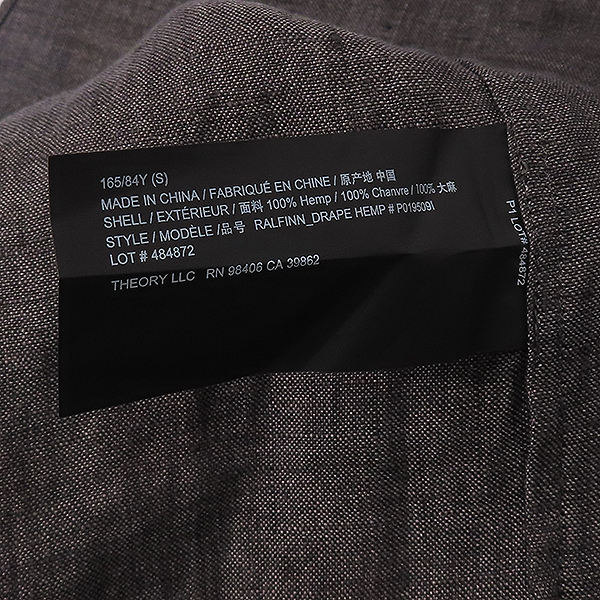 165/84Y (S)
MADE IN CHINA / FABRIQUÉ EN CHINE / 原产地 中国
SHELL / EXTÉRIEUR / 面料 100% Hemp / 100% Chanvre / 100% 大麻
STYLE / MODÈLE / 品号 RALFINN_DRAPE HEMP # P0195091
LOT # 484872
THEORY LLC RN 98406 CA 39862
P1 LOT# 484872